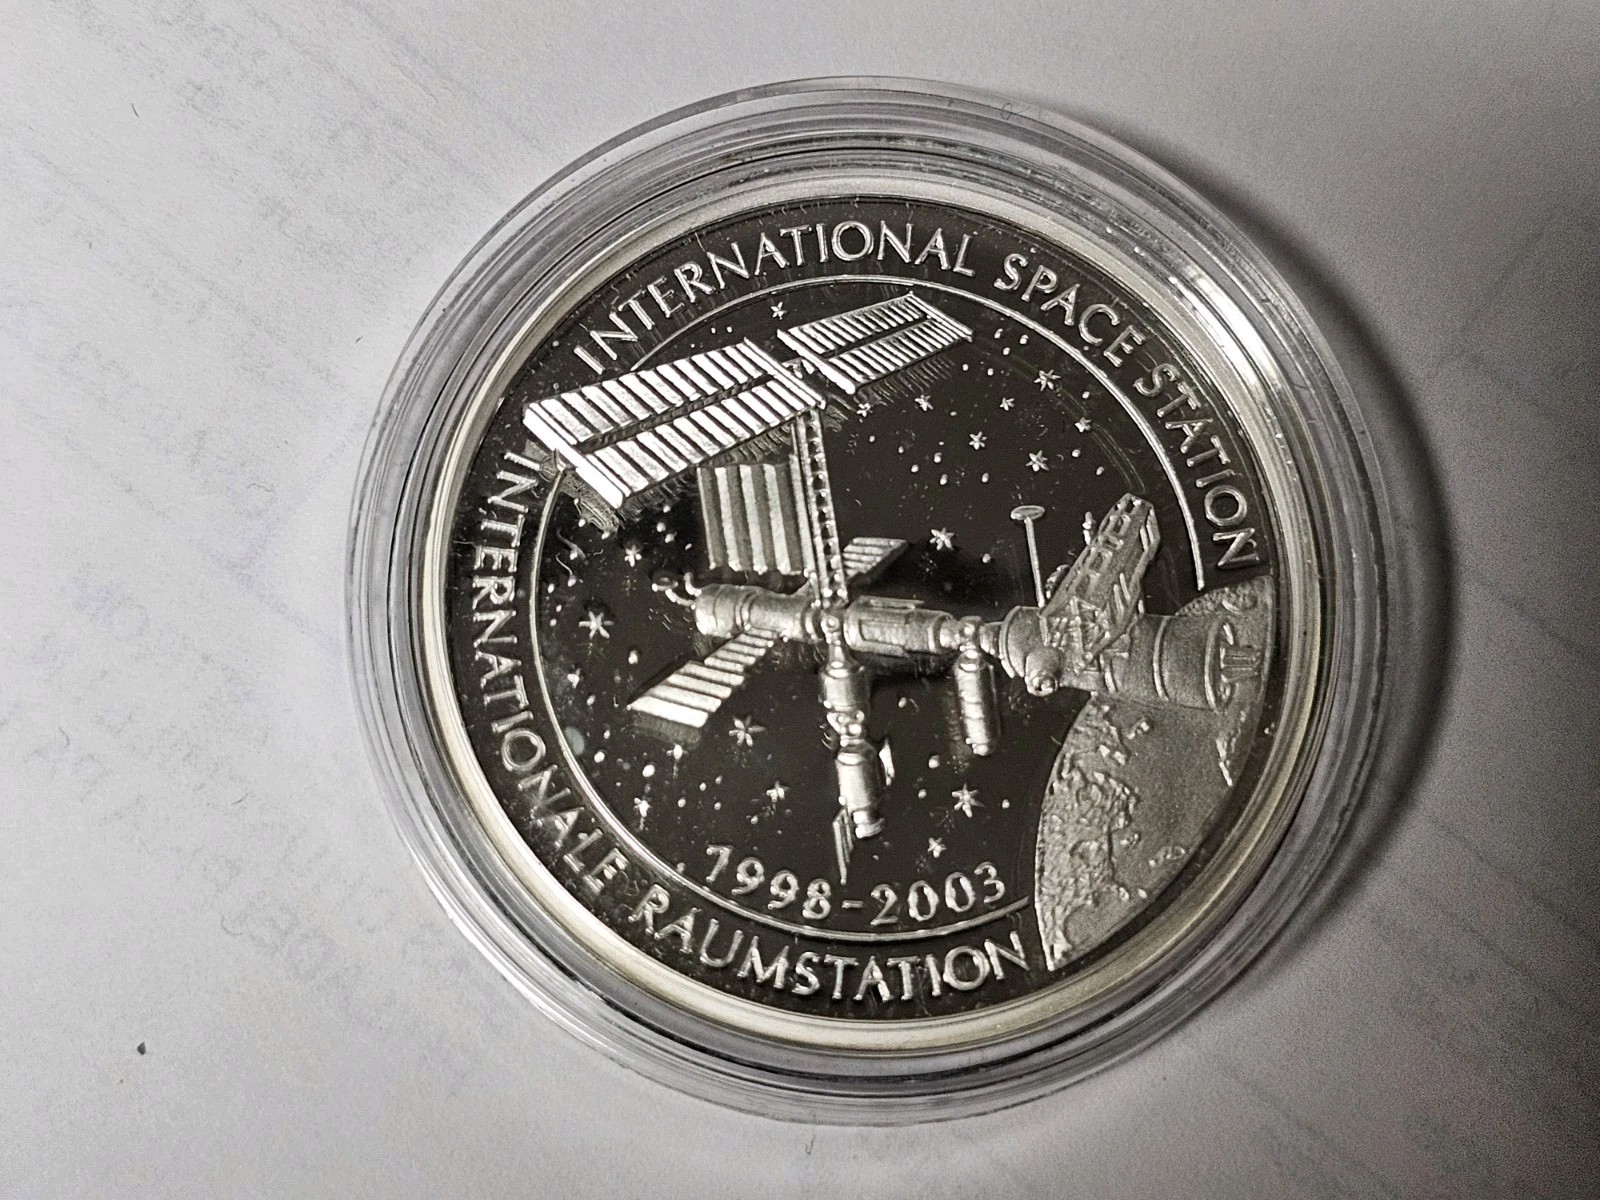 INTERNATIONAL SPACE STATION
INTERNATIONALE RAUMSTATION
1998-2003